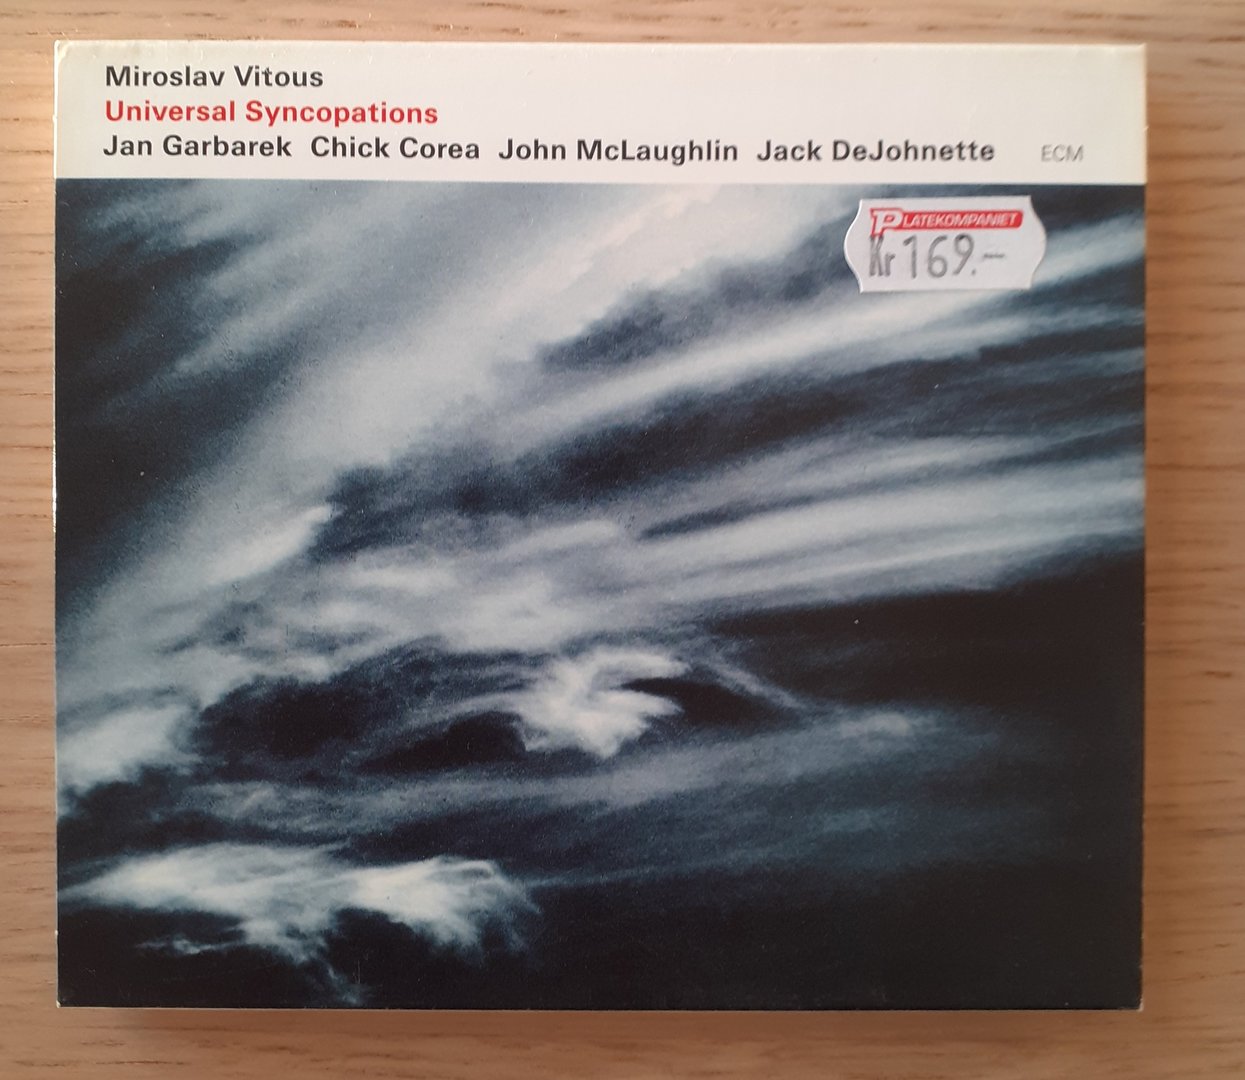 Miroslav Vitous
Universal Syncopations
Jan Garbarek Chick Corea John McLaughlin Jack DeJohnette ECM
PLATEKOMPANIET
Kr 169.–